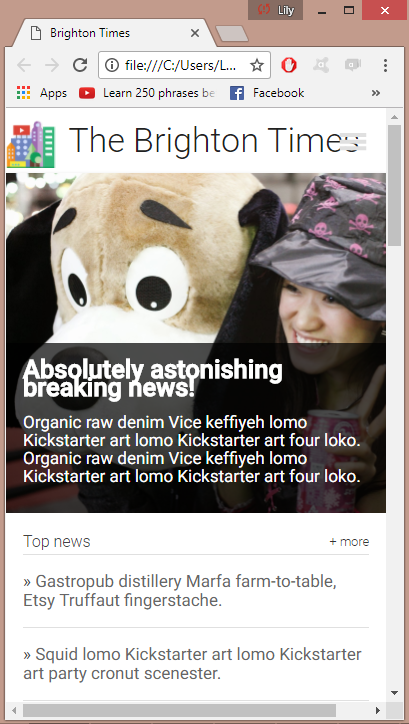 Lily
Brighton Times
file:///C:/Users/L...
Apps
Learn 250 phrases be
Facebook
»
The Brighton Times
Absolutely astonishing
breaking news!
Organic raw denim Vice keffiyeh lomo
Kickstarter art lomo Kickstarter art four loko.
Organic raw denim Vice keffiyeh lomo
Kickstarter art lomo Kickstarter art four loko.
Top news
+ more
» Gastropub distillery Marfa farm-to-table,
Etsy Truffaut fingerstache.
» Squid lomo Kickstarter art lomo Kickstarter
art party cronut scenester.